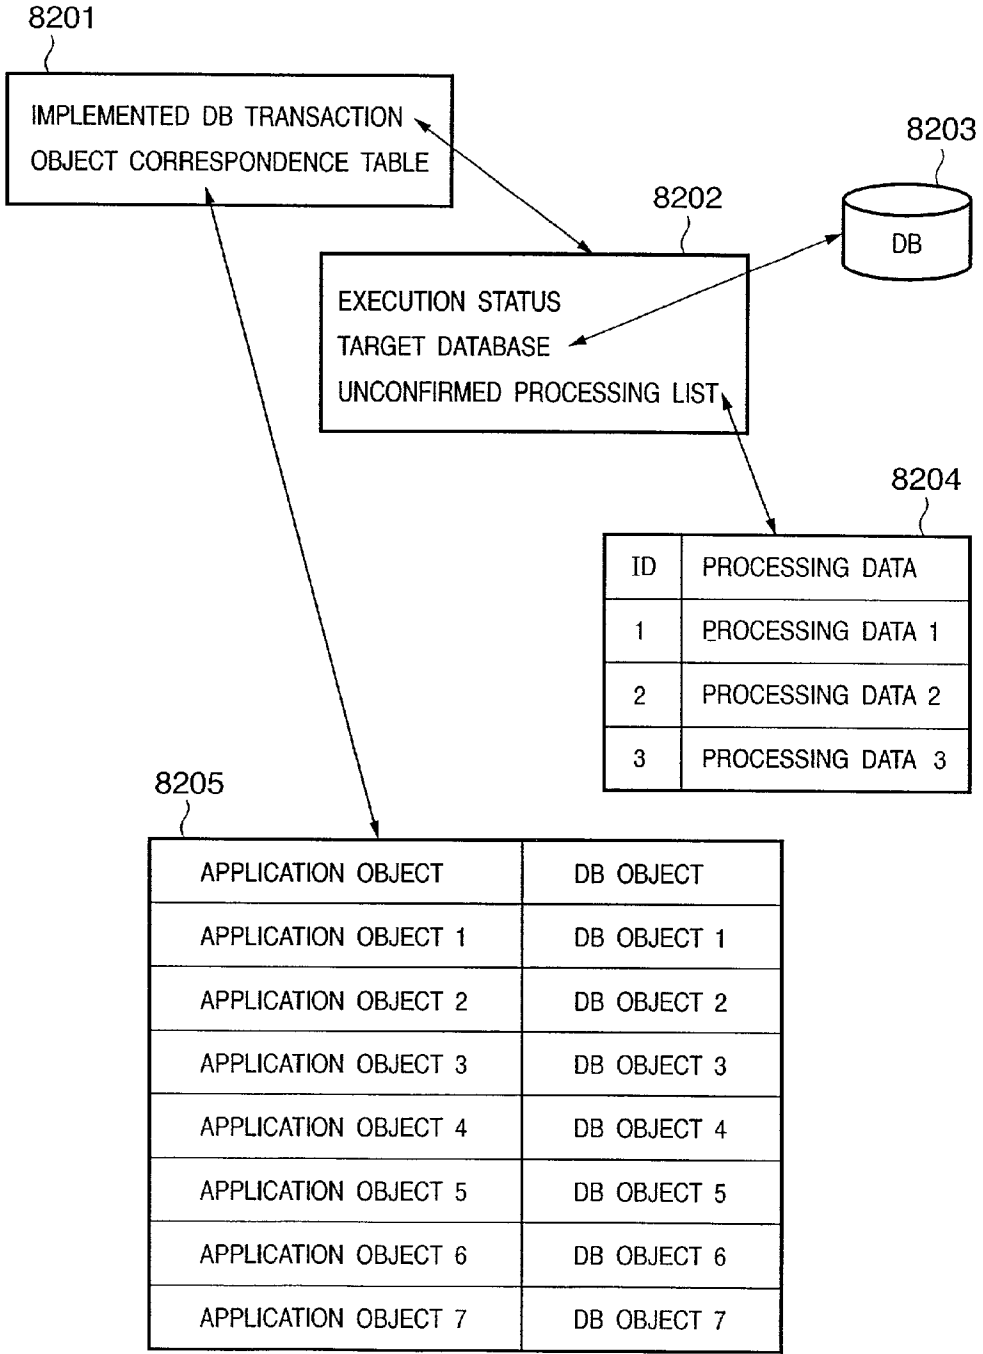 8201
IMPLEMENTED DB TRANSACTION
OBJECT CORRESPONDENCE TABLE
8203
DB
8202
EXECUTION STATUS
TARGET DATABASE
UNCONFIRMED PROCESSING LIST
8204
ID PROCESSING DATA
1 PROCESSING DATA 1
2 PROCESSING DATA 2
3 PROCESSING DATA 3
8205
APPLICATION OBJECT DB OBJECT
APPLICATION OBJECT 1 DB OBJECT 1
APPLICATION OBJECT 2 DB OBJECT 2
APPLICATION OBJECT 3 DB OBJECT 3
APPLICATION OBJECT 4 DB OBJECT 4
APPLICATION OBJECT 5 DB OBJECT 5
APPLICATION OBJECT 6 DB OBJECT 6
APPLICATION OBJECT 7 DB OBJECT 7